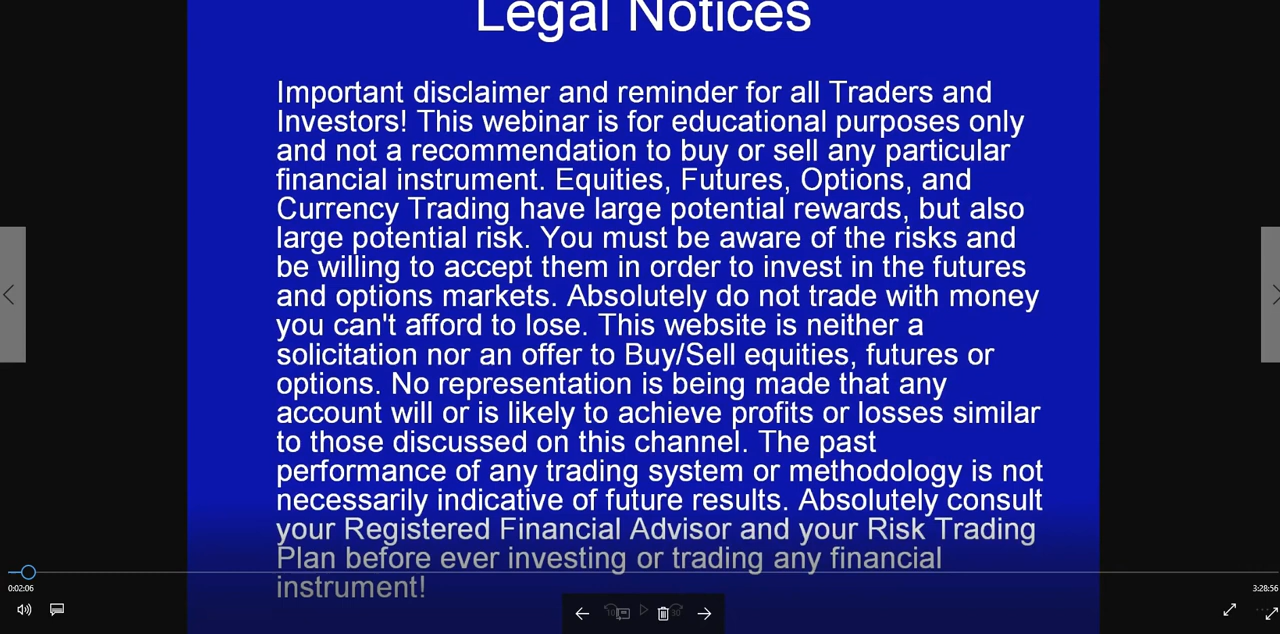 Legal Notices
Important disclaimer and reminder for all Traders and
Investors! This webinar is for educational purposes only
and not a recommendation to buy or sell any particular
financial instrument. Equities, Futures, Options, and
Currency Trading have large potential rewards, but also
large potential risk. You must be aware of the risks and
be willing to accept them in order to invest in the futures
and options markets. Absolutely do not trade with money
you can't afford to lose. This website is neither a
solicitation nor an offer to Buy/Sell equities, futures or
options. No representation is being made that any
account will or is likely to achieve profits or losses similar
to those discussed on this channel. The past
performance of any trading system or methodology is not
necessarily indicative of future results. Absolutely consult
your Registered Financial Advisor and your Risk Trading
Plan before ever investing or trading any financial
instrument!
0:02:06
3:28:56
10
30